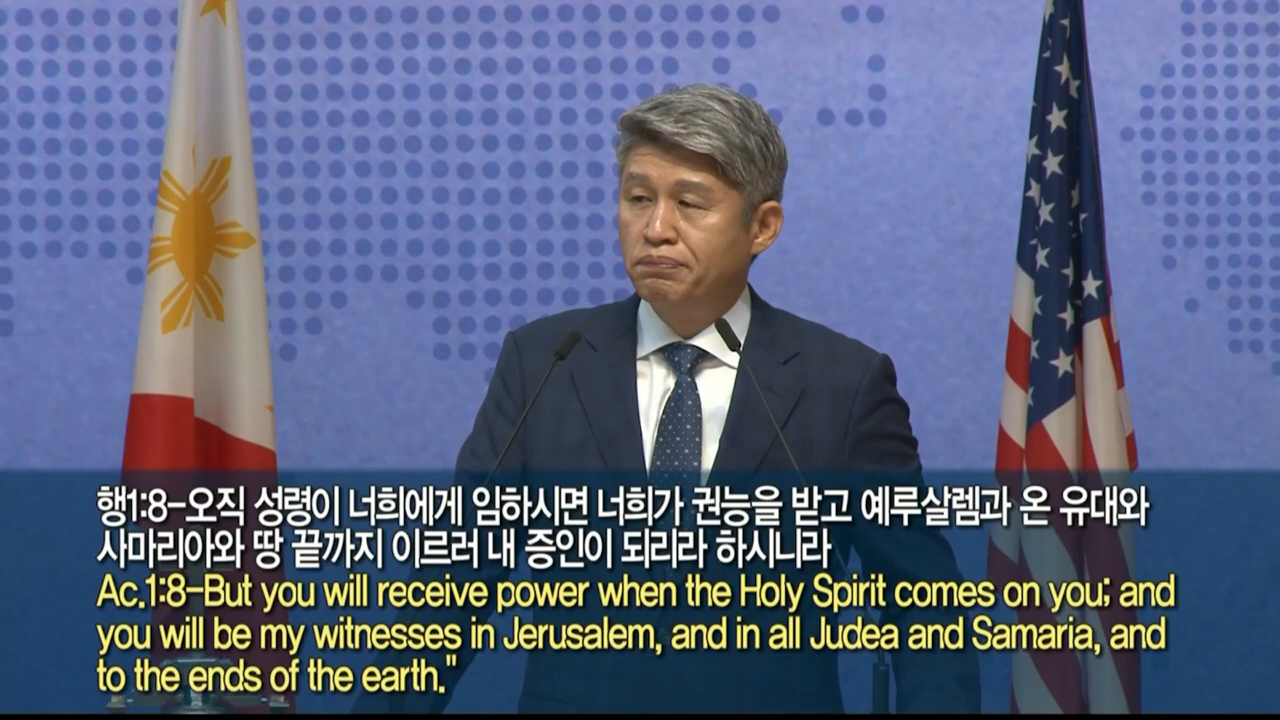 행1:8-오직 성령이 너희에게 임하시면 너희가 권능을 받고 예루살렘과 온 유대와
사마리아와 땅 끝까지 이르러 내 증인이 되리라 하시니라
Ac.1:8-But you will receive power when the Holy Spirit comes on you; and
you will be my witnesses in Jerusalem, and in all Judea and Samaria, and
to the ends of the earth."